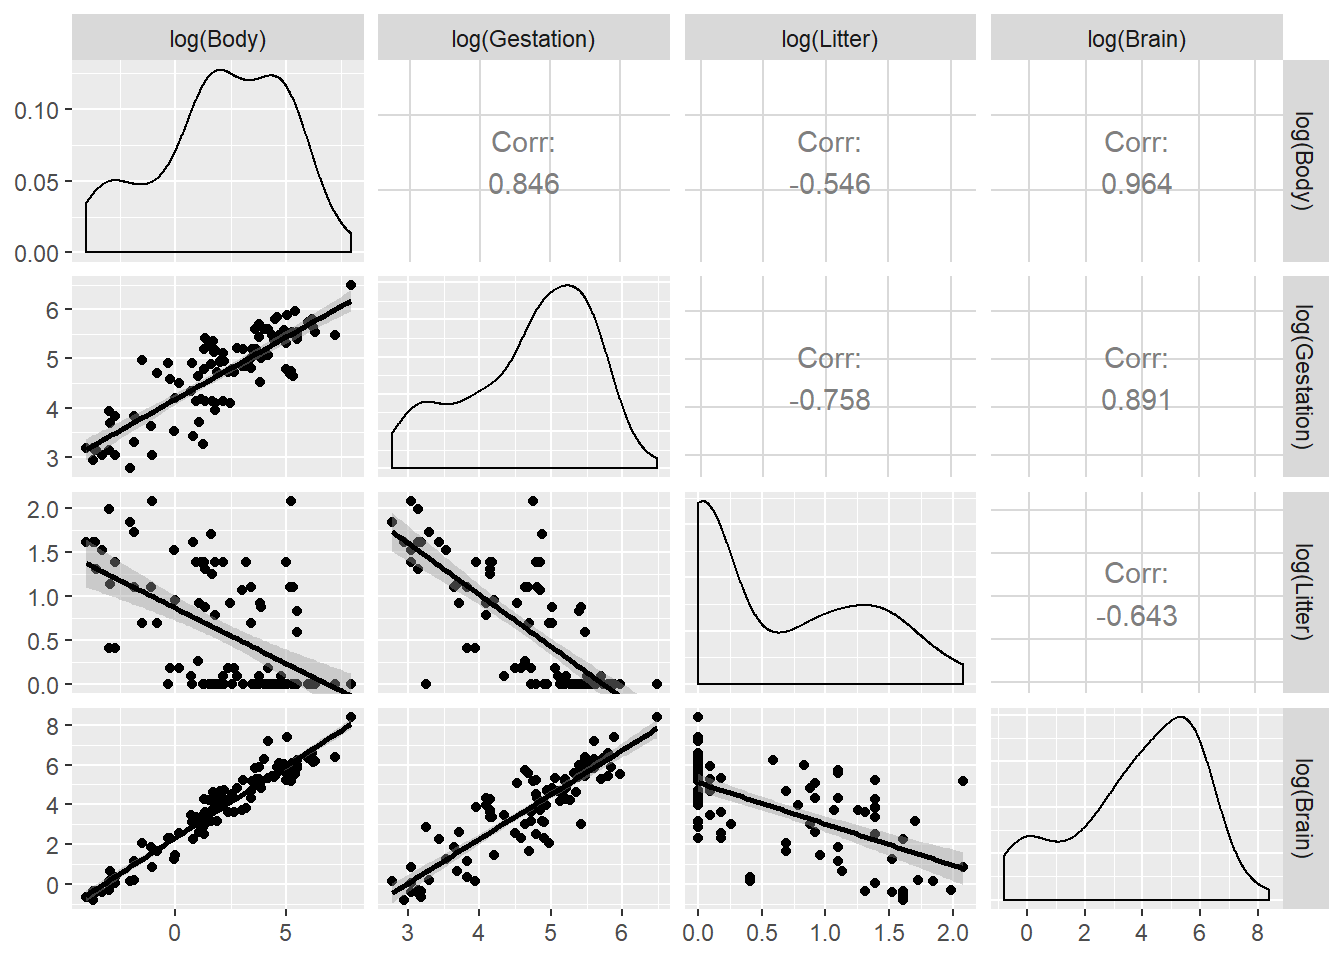 log(Body) log(Gestation) log(Litter) log(Brain)
0.10
0.05
0.00
Corr:
0.846
Corr:
-0.546
Corr:
0.964
log(Body)
6
5
4
3
Corr:
-0.758
Corr:
0.891
log(Gestation)
2.0
1.5
1.0
0.5
0.0
Corr:
-0.643
log(Litter)
8
6
4
2
0
log(Brain)
0 5 3 4 5 6 0.0 0.5 1.0 1.5 2.0 0 2 4 6 8